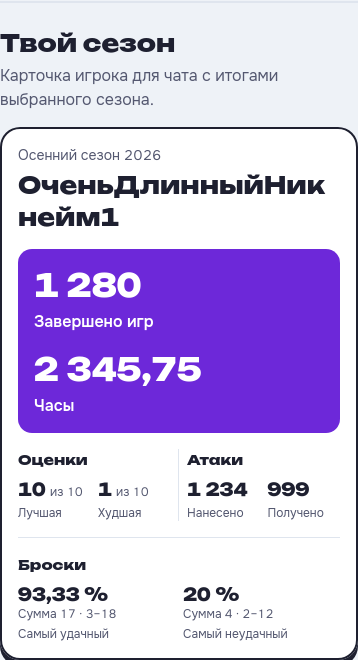 Твой сезон
Карточка игрока для чата с итогами
выбранного сезона.
Осенний сезон 2026
ОченьДлинныйНик
нейм1
1 280
Завершено игр
2 345,75
Часы
Оценки
10 из 10 1 из 10
Лучшая Худшая
Атаки
1 234 999
Нанесено Получено
Броски
93,33 % 20 %
Сумма 17 · 3–18 Сумма 4 · 2–12
Самый удачный Самый неудачный